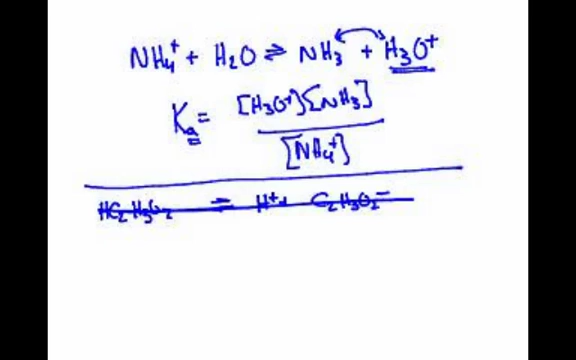 NH₄⁺ + H₂O ⇌ NH₃ + H₃O⁺
Kₐ = [H₃O⁺][NH₃]
[NH₄⁺]
HC₂H₃O₂ ⇌ H⁺ + C₂H₃O₂⁻